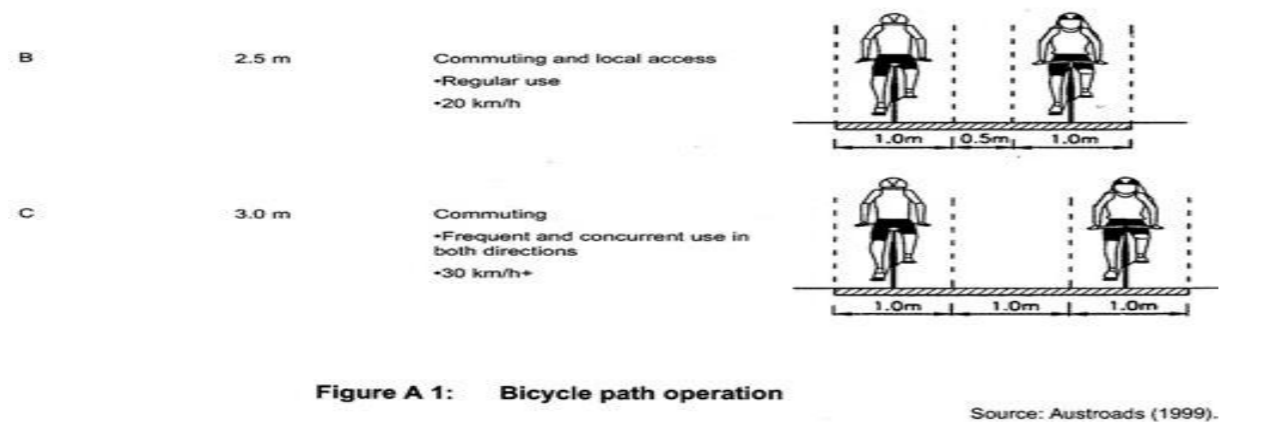 B 2.5 m Commuting and local access
•Regular use
•20 km/h
1.0m 0.5m 1.0m
C 3.0 m Commuting
•Frequent and concurrent use in
both directions
•30 km/h+
1.0m 1.0m 1.0m
Figure A 1: Bicycle path operation
Source: Austroads (1999).